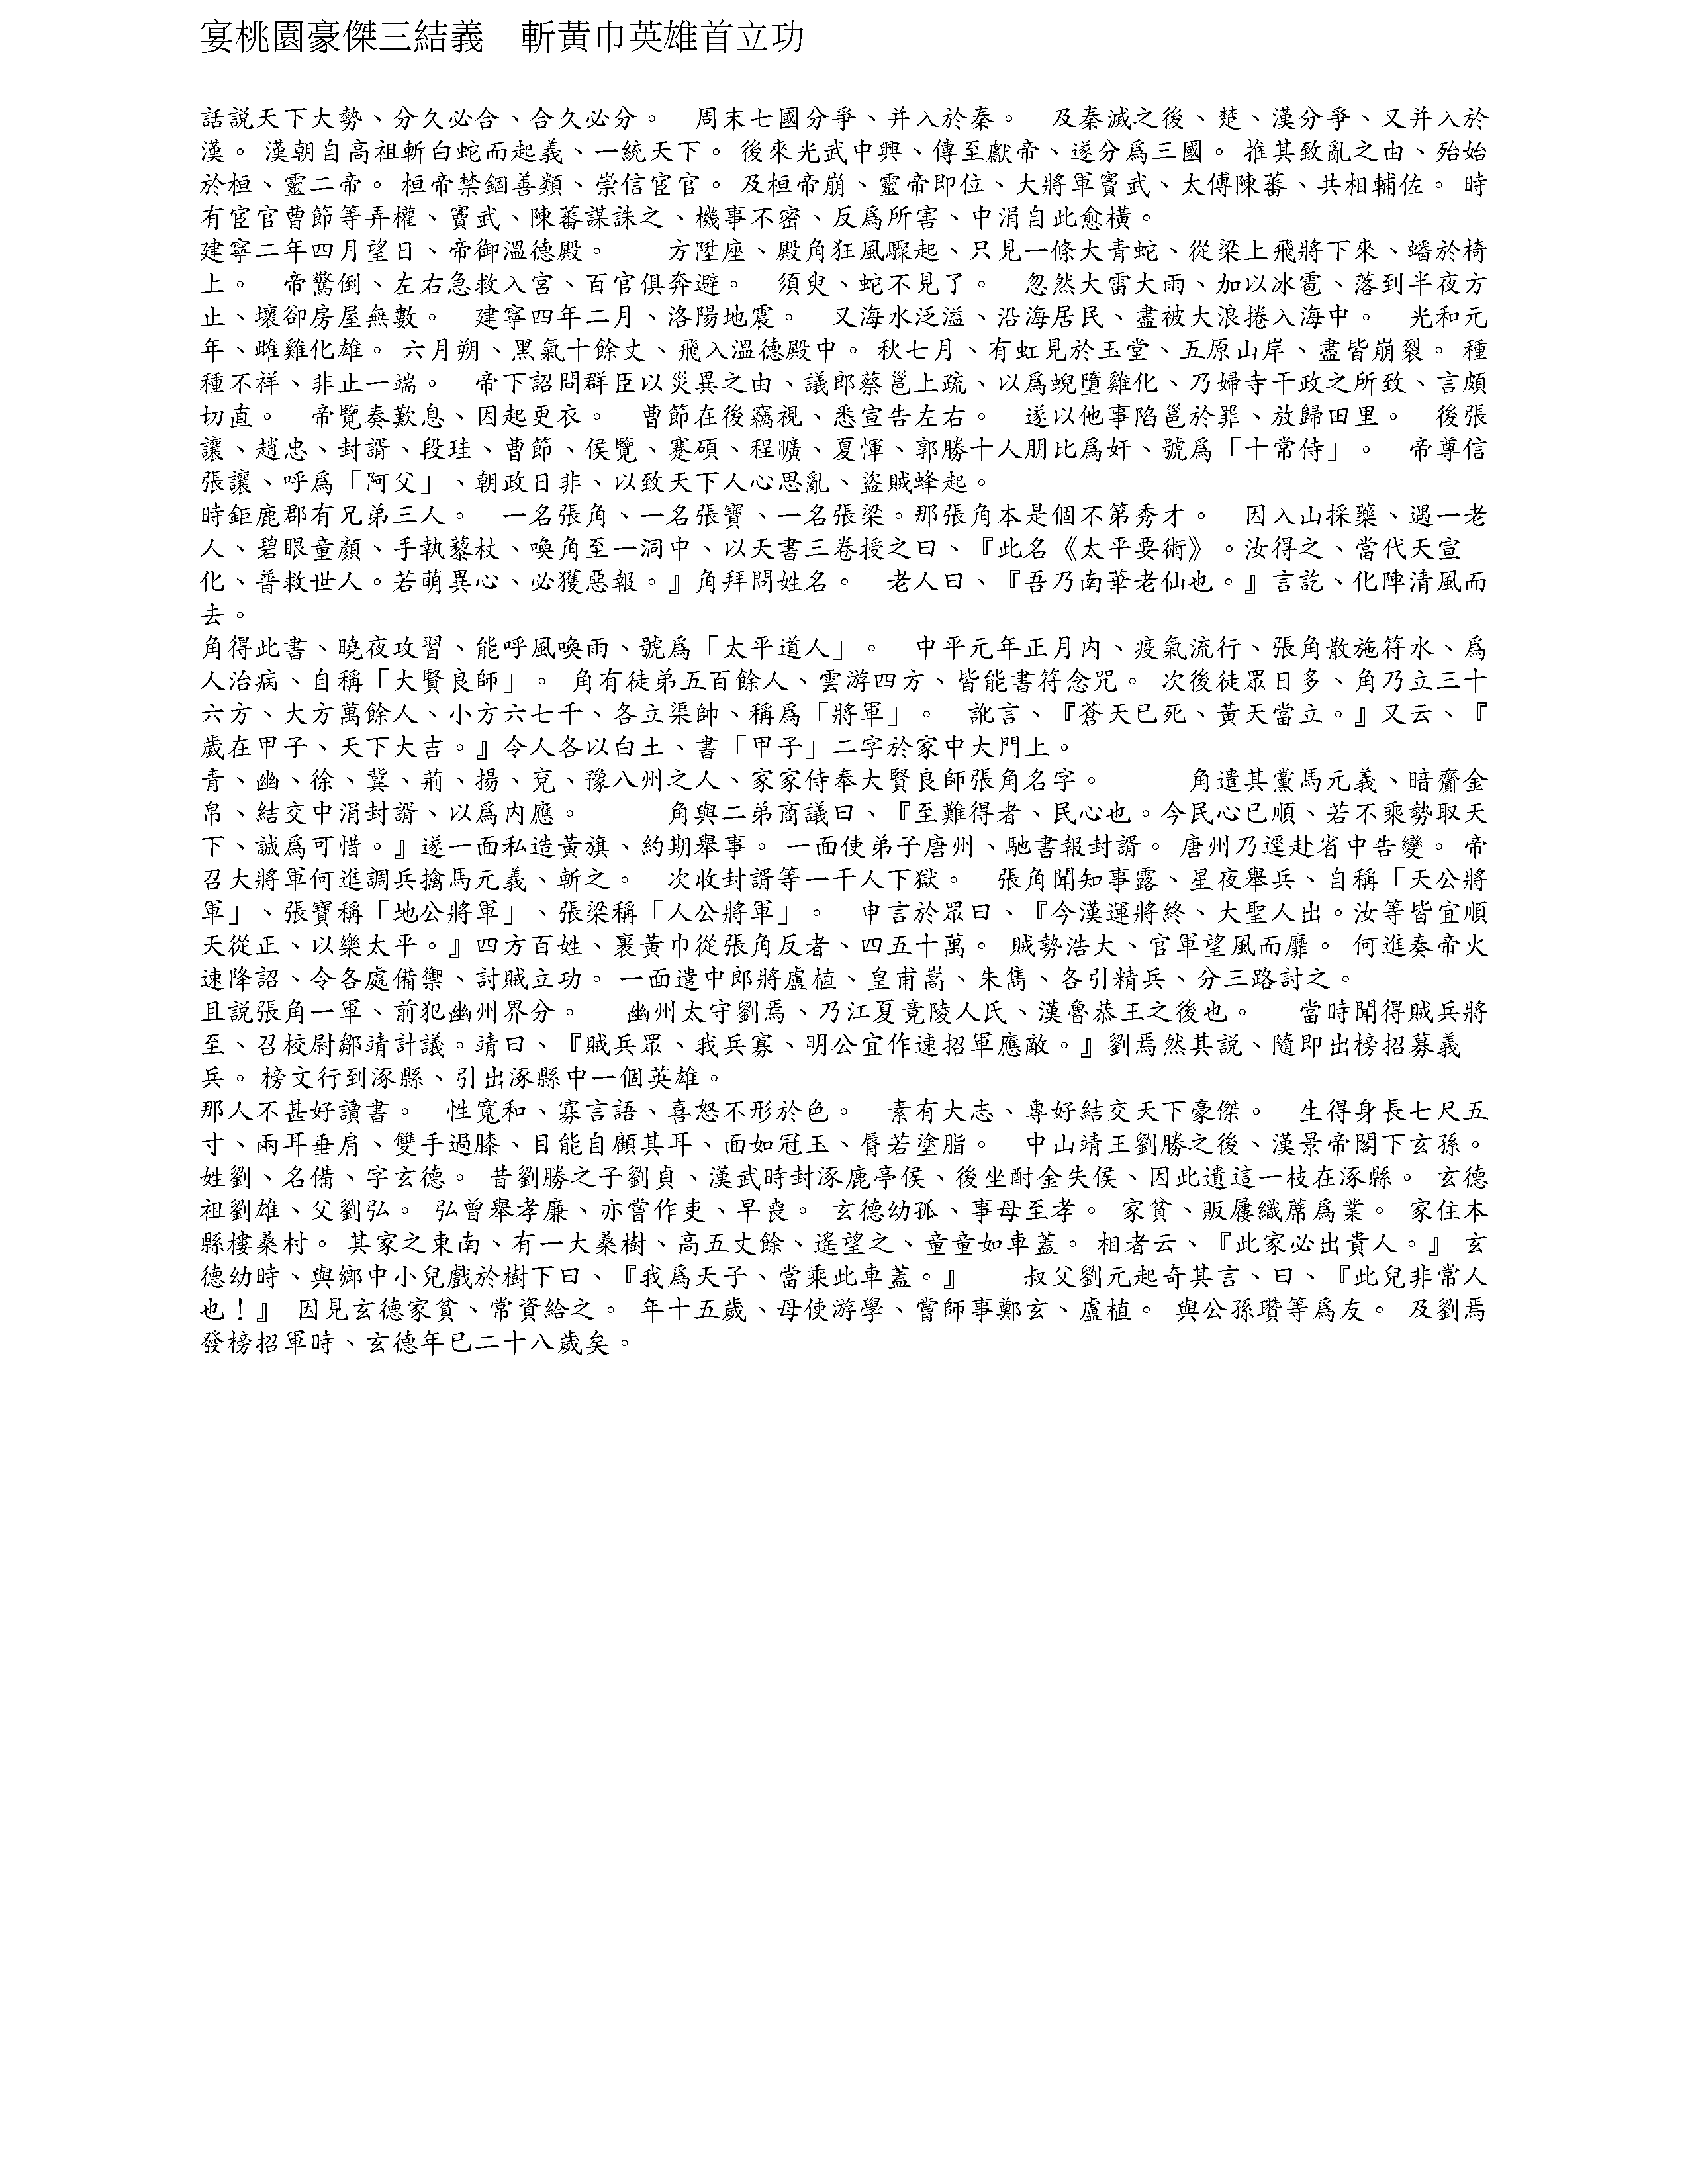 宴桃園豪傑三結義　斬黃巾英雄首立功
話説天下大勢、分久必合、合久必分。　周末七國分爭、并入於秦。　及秦滅之後、楚、漢分爭、又并入於
漢。 漢朝自高祖斬白蛇而起義、一統天下。 後來光武中興、傳至獻帝、遂分爲三國。 推其致亂之由、殆始
於桓、靈二帝。 桓帝禁錮善類、崇信宦官。 及桓帝崩、靈帝即位、大將軍竇武、太傅陳蕃、共相輔佐。 時
有宦官曹節等弄權、竇武、陳蕃謀誅之、機事不密、反爲所害、中涓自此愈橫。
建寧二年四月望日、帝御溫德殿。　　方陞座、殿角狂風驟起、只見一條大青蛇、從梁上飛將下來、蟠於椅
上。　帝驚倒、左右急救入宮、百官俱奔避。　須臾、蛇不見了。　忽然大雷大雨、加以冰雹、落到半夜方
止、壞卻房屋無數。　建寧四年二月、洛陽地震。　又海水泛溢、沿海居民、盡被大浪捲入海中。　光和元
年、雌雞化雄。 六月朔、黑氣十餘丈、飛入溫德殿中。 秋七月、有虹見於玉堂、五原山岸、盡皆崩裂。 種
種不祥、非止一端。　帝下詔問群臣以災異之由、議郎蔡邕上疏、以爲蜺墮雞化、乃婦寺干政之所致、言頗
切直。　帝覽奏歎息、因起更衣。　曹節在後竊視、悉宣告左右。　遂以他事陷邕於罪、放歸田里。　後張
讓、趙忠、封諝、段珪、曹節、侯覽、蹇碩、程曠、夏惲、郭勝十人朋比爲奸、號爲「十常侍」。　帝尊信
張讓、呼爲「阿父」、朝政日非、以致天下人心思亂、盜賊蜂起。
時鉅鹿郡有兄弟三人。　一名張角、一名張寶、一名張梁。那張角本是個不第秀才。　因入山採藥、遇一老
人、碧眼童顏、手執藜杖、喚角至一洞中、以天書三卷授之曰、『此名《太平要術》。汝得之、當代天宣
化、普救世人。若萌異心、必獲惡報。』角拜問姓名。　老人曰、『吾乃南華老仙也。』言訖、化陣清風而
去。
角得此書、曉夜攻習、能呼風喚雨、號爲「太平道人」。　中平元年正月内、疫氣流行、張角散施符水、爲
人治病、自稱「大賢良師」。 角有徒弟五百餘人、雲游四方、皆能書符念咒。 次後徒眾日多、角乃立三十
六方、大方萬餘人、小方六七千、各立渠帥、稱爲「將軍」。　訛言、『蒼天已死、黃天當立。』又云、『
歲在甲子、天下大吉。』令人各以白土、書「甲子」二字於家中大門上。
青、幽、徐、冀、荊、揚、兗、豫八州之人、家家侍奉大賢良師張角名字。　　　角遣其黨馬元義、暗齎金
帛、結交中涓封諝、以爲内應。　　　角與二弟商議曰、『至難得者、民心也。今民心已順、若不乘勢取天
下、誠爲可惜。』遂一面私造黃旗、約期舉事。 一面使弟子唐州、馳書報封諝。 唐州乃逕赴省中告變。 帝
召大將軍何進調兵擒馬元義、斬之。　次收封諝等一干人下獄。　張角聞知事露、星夜舉兵、自稱「天公將
軍」、張寶稱「地公將軍」、張梁稱「人公將軍」。　申言於眾曰、『今漢運將終、大聖人出。汝等皆宜順
天從正、以樂太平。』四方百姓、裹黃巾從張角反者、四五十萬。 賊勢浩大、官軍望風而靡。 何進奏帝火
速降詔、令各處備禦、討賊立功。 一面遣中郎將盧植、皇甫嵩、朱雋、各引精兵、分三路討之。
且説張角一軍、前犯幽州界分。　 幽州太守劉焉、乃江夏竟陵人氏、漢魯恭王之後也。　 當時聞得賊兵將
至、召校尉鄒靖計議。靖曰、『賊兵眾、我兵寡、明公宜作速招軍應敵。』劉焉然其説、隨即出榜招募義
兵。 榜文行到涿縣、引出涿縣中一個英雄。
那人不甚好讀書。　性寬和、寡言語、喜怒不形於色。　素有大志、專好結交天下豪傑。　生得身長七尺五
寸、兩耳垂肩、雙手過膝、目能自顧其耳、面如冠玉、脣若塗脂。　中山靖王劉勝之後、漢景帝閣下玄孫。
姓劉、名備、字玄德。 昔劉勝之子劉貞、漢武時封涿鹿亭侯、後坐酎金失侯、因此遺這一枝在涿縣。 玄德
祖劉雄、父劉弘。 弘曾舉孝廉、亦嘗作吏、早喪。 玄德幼孤、事母至孝。 家貧、販屨織蓆爲業。 家住本
縣樓桑村。 其家之東南、有一大桑樹、高五丈餘、遙望之、童童如車蓋。 相者云、『此家必出貴人。』 玄
德幼時、與鄉中小兒戲於樹下曰、『我爲天子、當乘此車蓋。』　　叔父劉元起奇其言、曰、『此兒非常人
也！』 因見玄德家貧、常資給之。 年十五歲、母使游學、嘗師事鄭玄、盧植。 與公孫瓚等爲友。 及劉焉
發榜招軍時、玄德年已二十八歲矣。